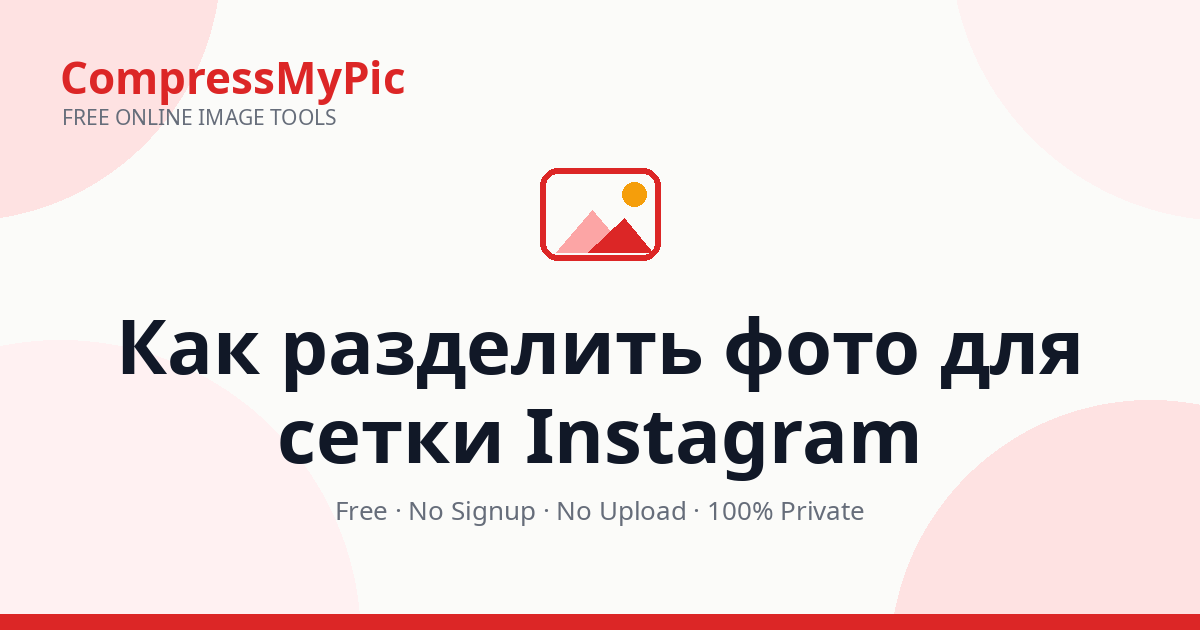 CompressMyPic
FREE ONLINE IMAGE TOOLS
Как разделить фото для
сетки Instagram
Free · No Signup · No Upload · 100% Private